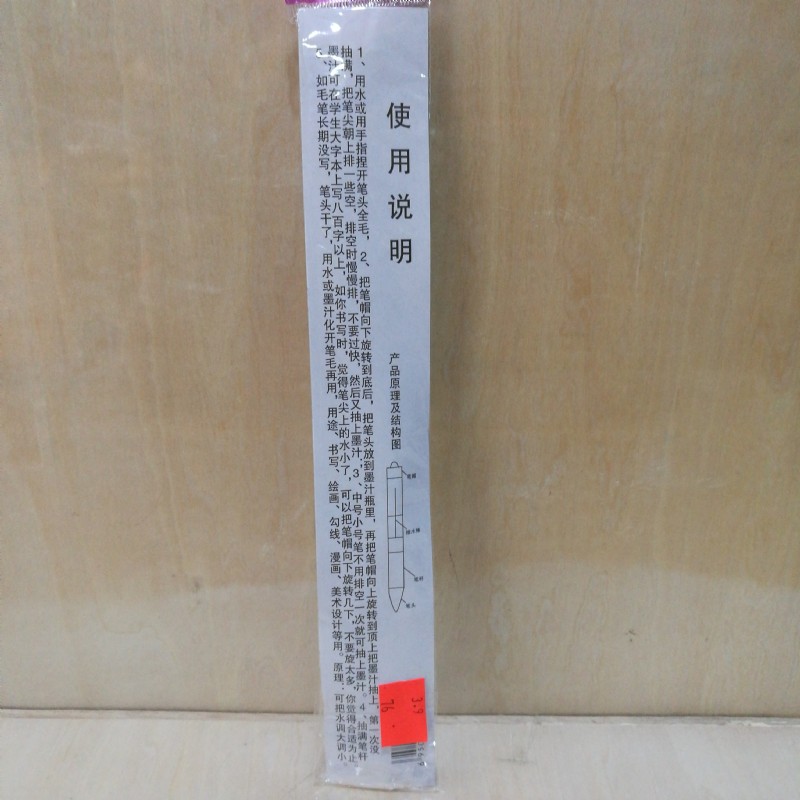 使用说明
产品原理及结构图
1、用水或用手指捏开笔头全毛，2、把笔帽向下旋转到底后，把笔头放到墨汁瓶里，再把笔帽向上旋转到顶上把墨汁抽上，第一次没
抽满，把笔尖朝上排一些空，排空时慢慢排，不要过快，然后又抽上墨汁；3、中号小号笔不用排空一次就可抽上墨汁。4、抽满笔杆
墨汁可在学生大字本上写八百字以上，如你书写时，觉得笔尖上的水小了，可以把笔帽向下旋转几下，不要旋太多，你觉得合适为止
5、如毛笔长期没写，笔头干了，用水或墨汁化开笔毛再用，用途、书写、绘画、勾线、漫画、美术设计等用。原理：可把水调大调小
笔头
3.9
76